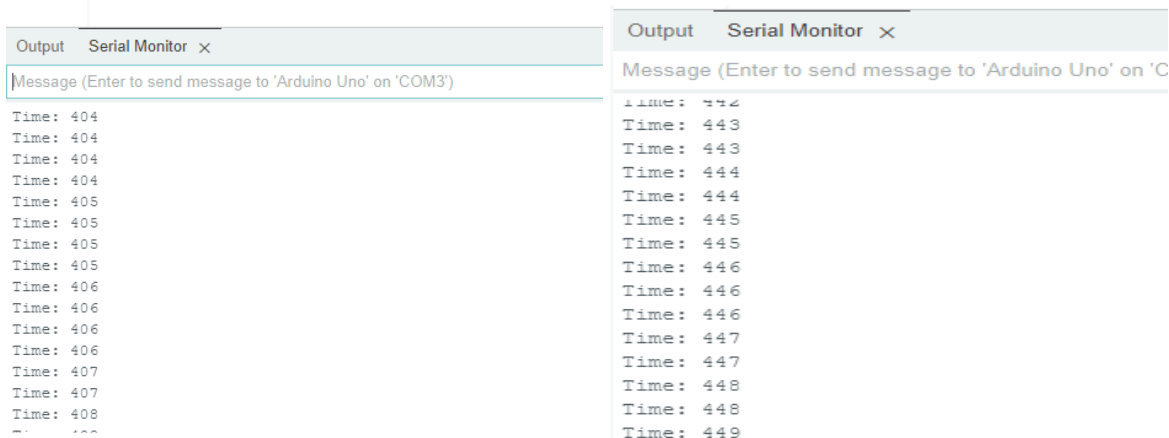 Output Serial Monitor ×
Message (Enter to send message to 'Arduino Uno' on 'COM3')
Time: 404
Time: 404
Time: 404
Time: 404
Time: 405
Time: 405
Time: 405
Time: 405
Time: 406
Time: 406
Time: 406
Time: 406
Time: 407
Time: 407
Time: 408
Output Serial Monitor ×
Message (Enter to send message to 'Arduino Uno' on 'C
Time: 442
Time: 443
Time: 443
Time: 444
Time: 444
Time: 445
Time: 445
Time: 446
Time: 446
Time: 446
Time: 447
Time: 447
Time: 448
Time: 448
Time: 449